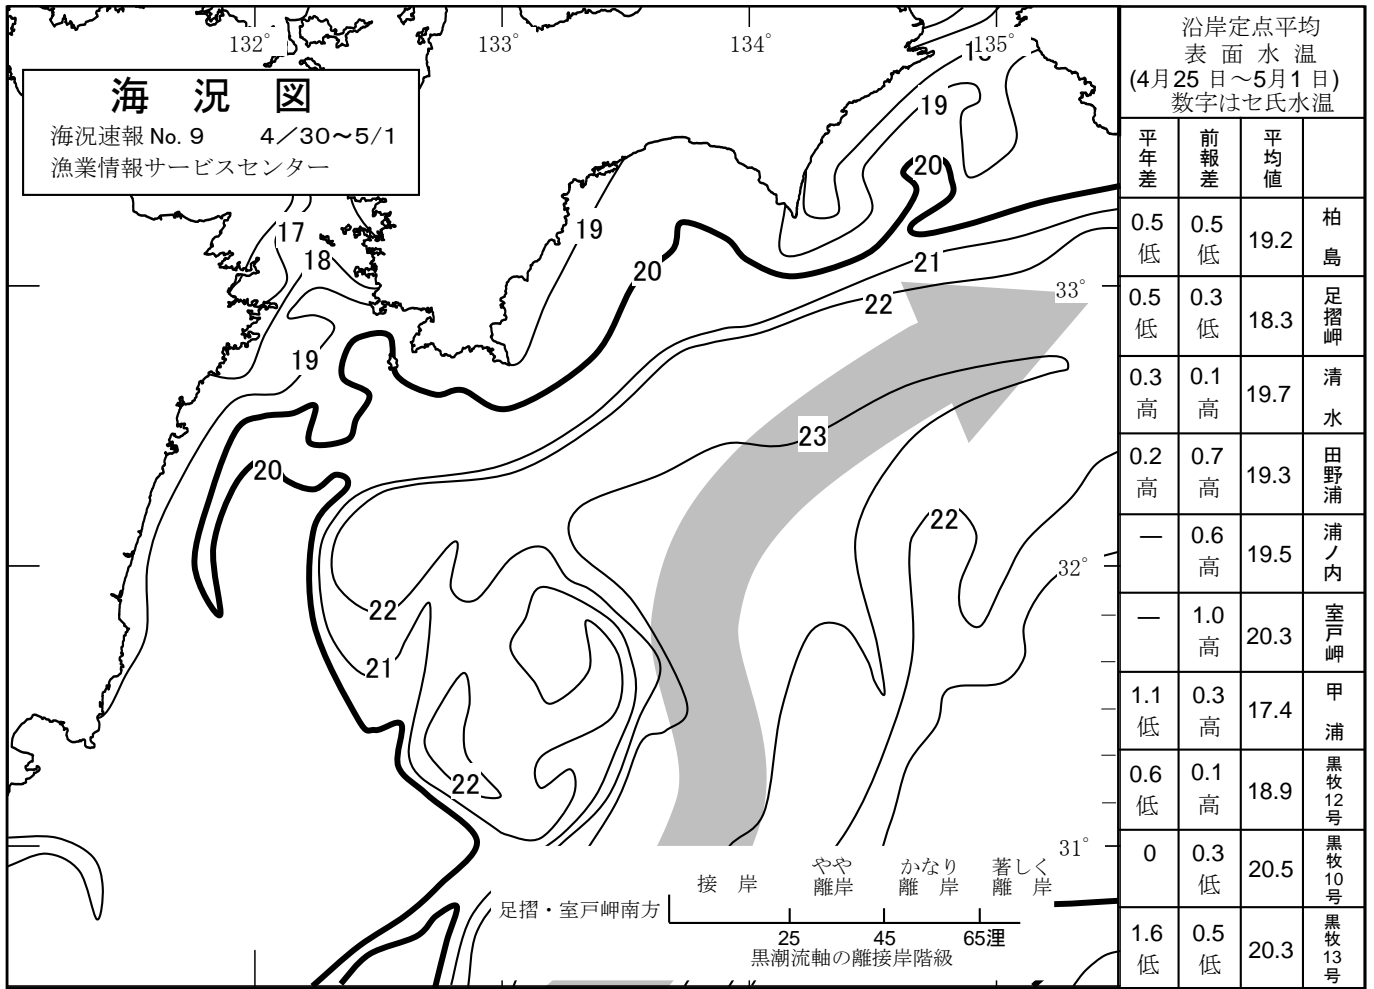 132°
133°
134°
135°
海 況 図
海況速報 No. 9 4／30～5/1
漁業情報サービスセンター
19
20
17
18
19
20
21
22
33°
19
20
23
22
32°
22
21
22
31°
接 岸
やや
離岸
かなり
離 岸
著しく
離 岸
足摺・室戸岬南方
25 45 65浬
黒潮流軸の離接岸階級
沿岸定点平均
表 面 水 温
(4月25 日～5月1 日)
数字はセ氏水温
平年差 前報差 平均値
0.5低 0.5低 19.2 柏島
0.5低 0.3低 18.3 足摺岬
0.3高 0.1高 19.7 清水
0.2高 0.7高 19.3 田野浦
― 0.6高 19.5 浦ノ内
― 1.0高 20.3 室戸岬
1.1低 0.3高 17.4 甲浦
0.6低 0.1高 18.9 黒牧12号
0 0.3低 20.5 黒牧10号
1.6低 0.5低 20.3 黒牧13号